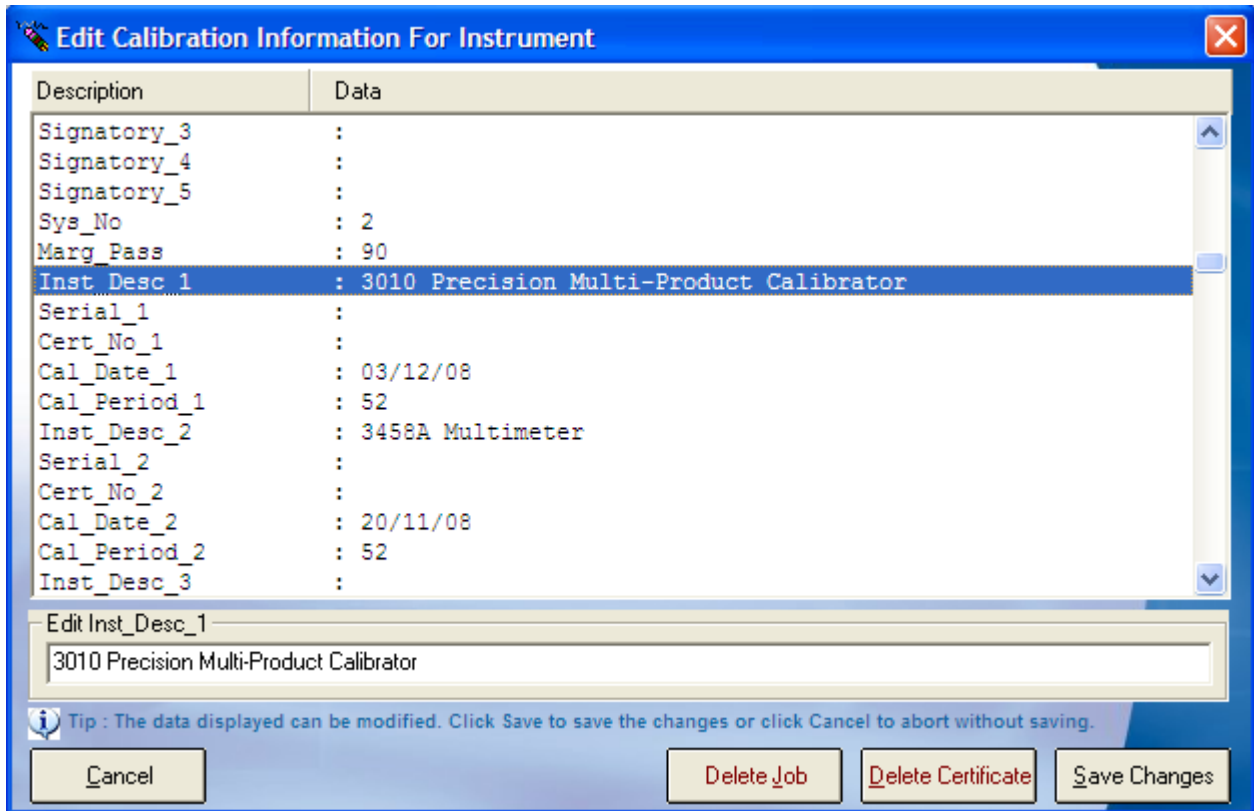 Edit Calibration Information For Instrument
Description Data
Signatory_3 :
Signatory_4 :
Signatory_5 :
Sys_No : 2
Marg_Pass : 90
Inst_Desc_1 : 3010 Precision Multi-Product Calibrator
Serial_1 :
Cert_No_1 :
Cal_Date_1 : 03/12/08
Cal_Period_1 : 52
Inst_Desc_2 : 3458A Multimeter
Serial_2 :
Cert_No_2 :
Cal_Date_2 : 20/11/08
Cal_Period_2 : 52
Inst_Desc_3 :
Edit Inst_Desc_1
3010 Precision Multi-Product Calibrator
Tip : The data displayed can be modified. Click Save to save the changes or click Cancel to abort without saving.
Cancel Delete Job Delete Certificate Save Changes